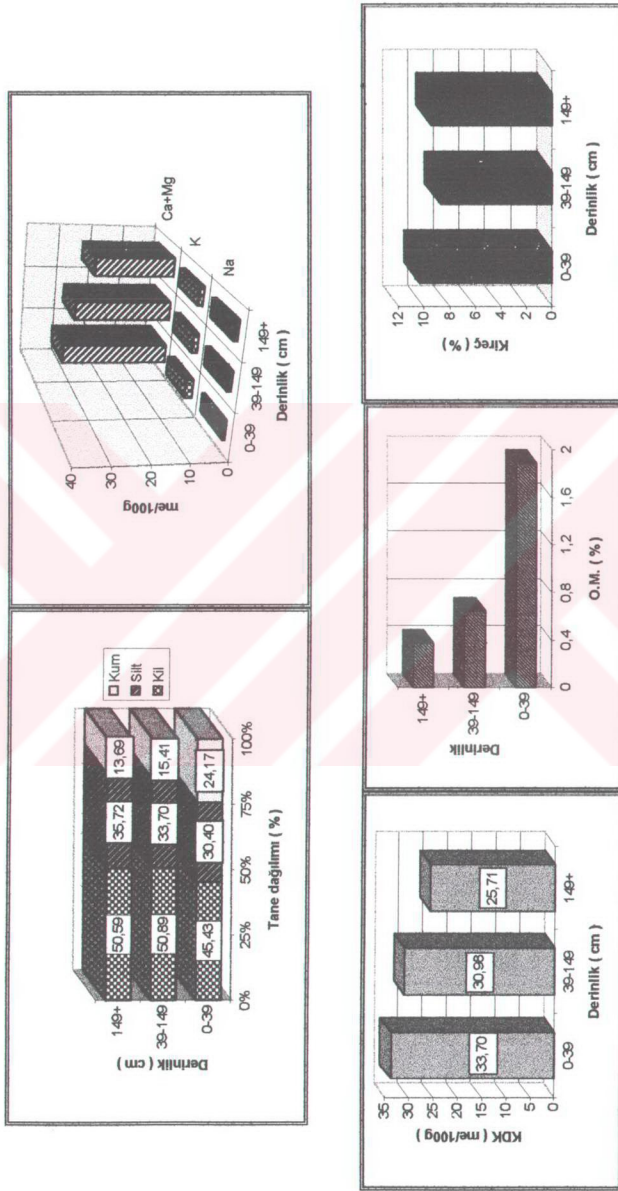 149+
39-149
0-39
Derinlik ( cm )
50,59 35,72 13,69
50,89 33,70 15,41
45,43 30,40 24,17
0% 25% 50% 75% 100%
Tane dağılımı ( % )
Kum
Silt
Kil
me/100g
40
30
20
10
0
0-39
39-149
149+
Derinlik ( cm )
Ca+Mg
K
Na
KDK ( me/100g )
35
30
25
20
15
10
5
0
33,70
30,98
25,71
0-39 39-149 149+
Derinlik ( cm )
Derinlik
149+
39-149
0-39
0 0,4 0,8 1,2 1,6 2
O.M. ( % )
Kireç ( % )
12
10
8
6
4
2
0
0-39 39-149 149+
Derinlik ( cm )